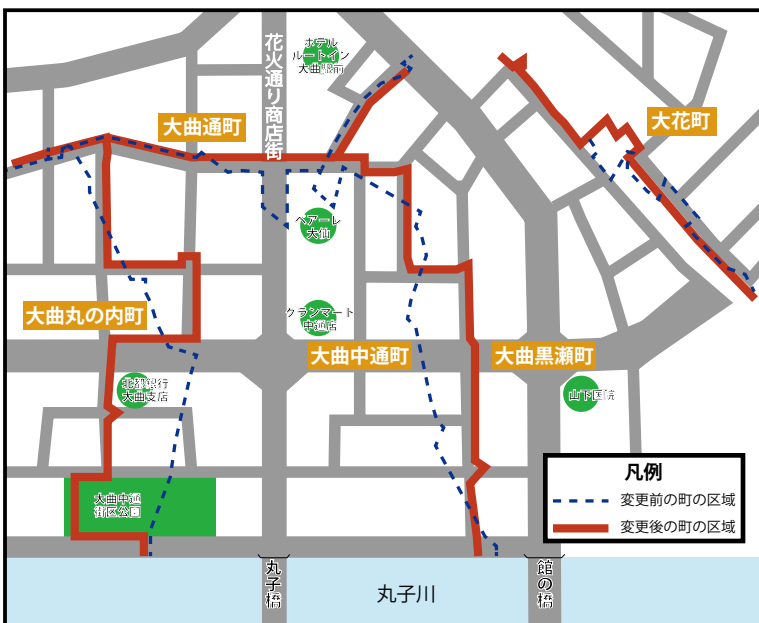 ホテル
ルートイン
大曲駅前
花火通り商店街
大曲通町
大花町
ペアーレ
大仙
大曲丸の内町
グランマート
中通店
大曲中通町
大曲黒瀬町
北都銀行
大曲支店
山下医院
大曲中通
街区公園
凡例
変更前の町の区域
変更後の町の区域
丸子橋
丸子川
館の橋